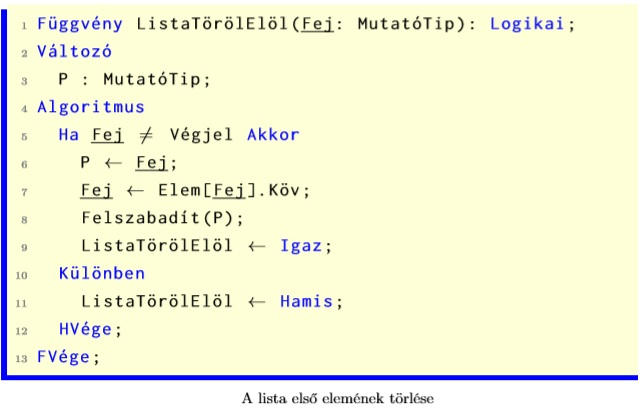 1 Függvény ListaTörölElöl(Fej: MutatóTip): Logikai;
2 Változó
3 P : MutatóTip;
4 Algoritmus
5 Ha Fej ≠ Végjel Akkor
6 P ← Fej;
7 Fej ← Elem[Fej].Köv;
8 Felszabadít(P);
9 ListaTörölElöl ← Igaz;
10 Különben
11 ListaTörölElöl ← Hamis;
12 HVége;
13 FVége;
A lista első elemének törlése